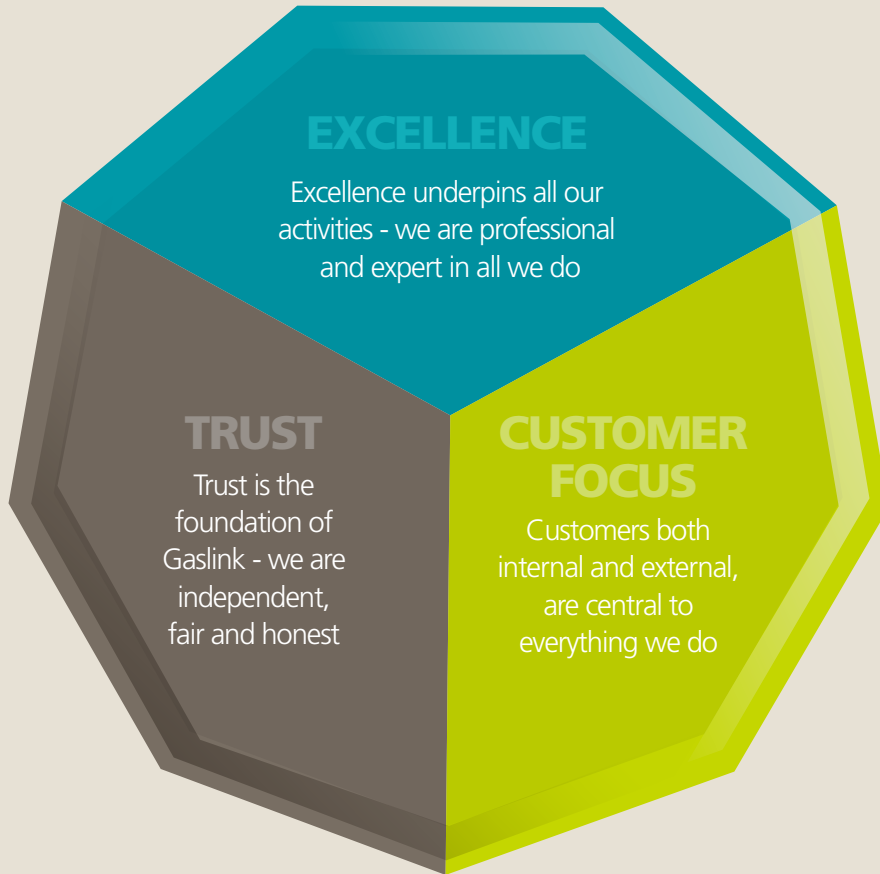 EXCELLENCE
Excellence underpins all our
activities - we are professional
and expert in all we do
TRUST
Trust is the
foundation of
Gaslink - we are
independent,
fair and honest
CUSTOMER
FOCUS
Customers both
internal and external,
are central to
everything we do